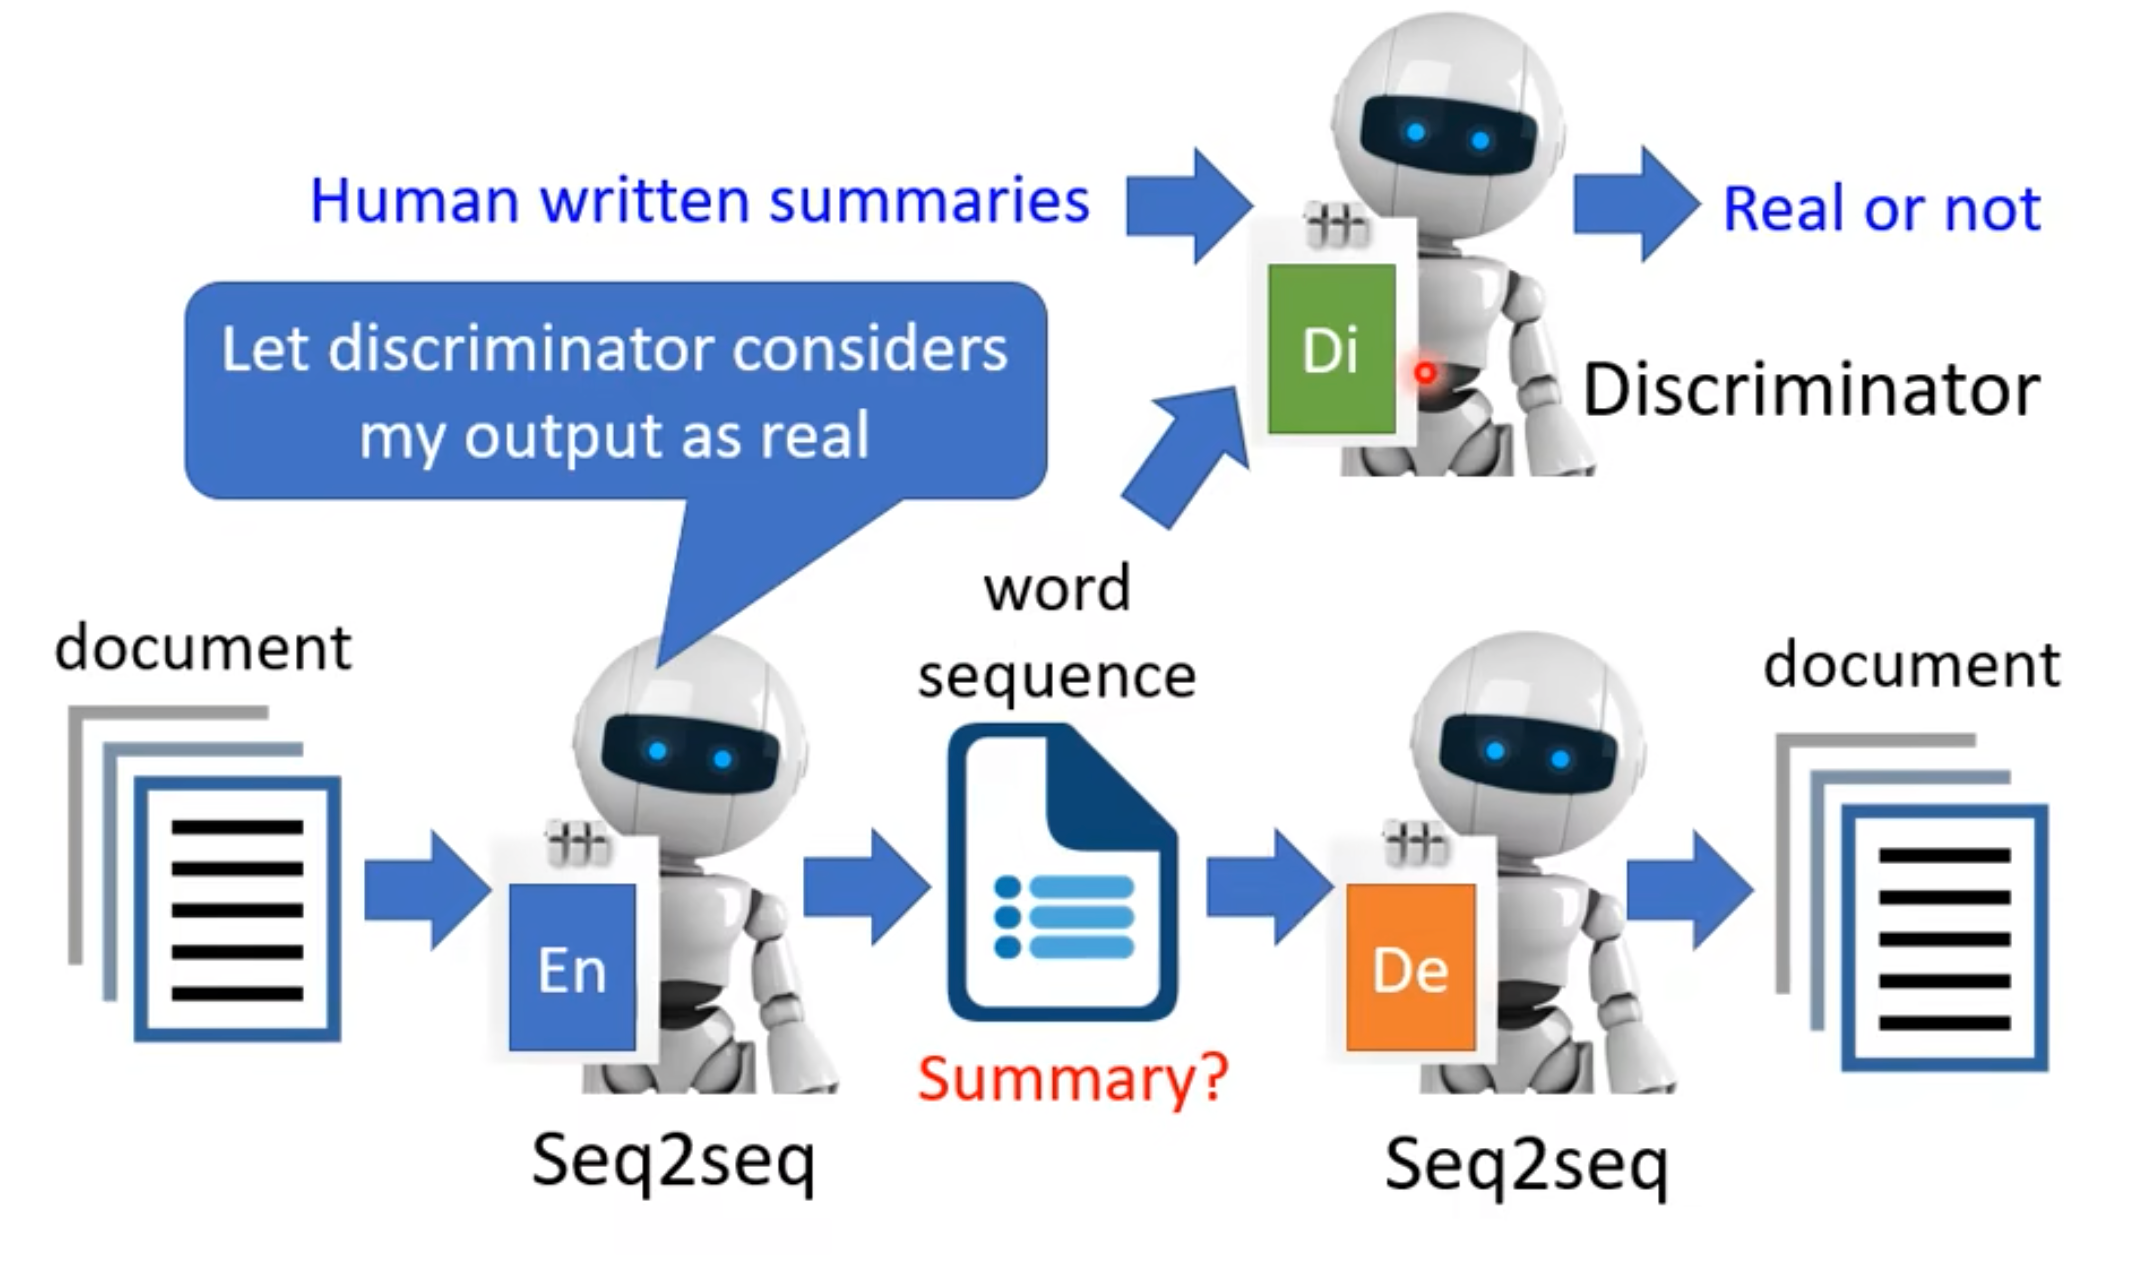 Human written summaries
Real or not
Let discriminator considers
my output as real
Di
Discriminator
word
sequence
document
document
En
De
Summary?
Seq2seq
Seq2seq